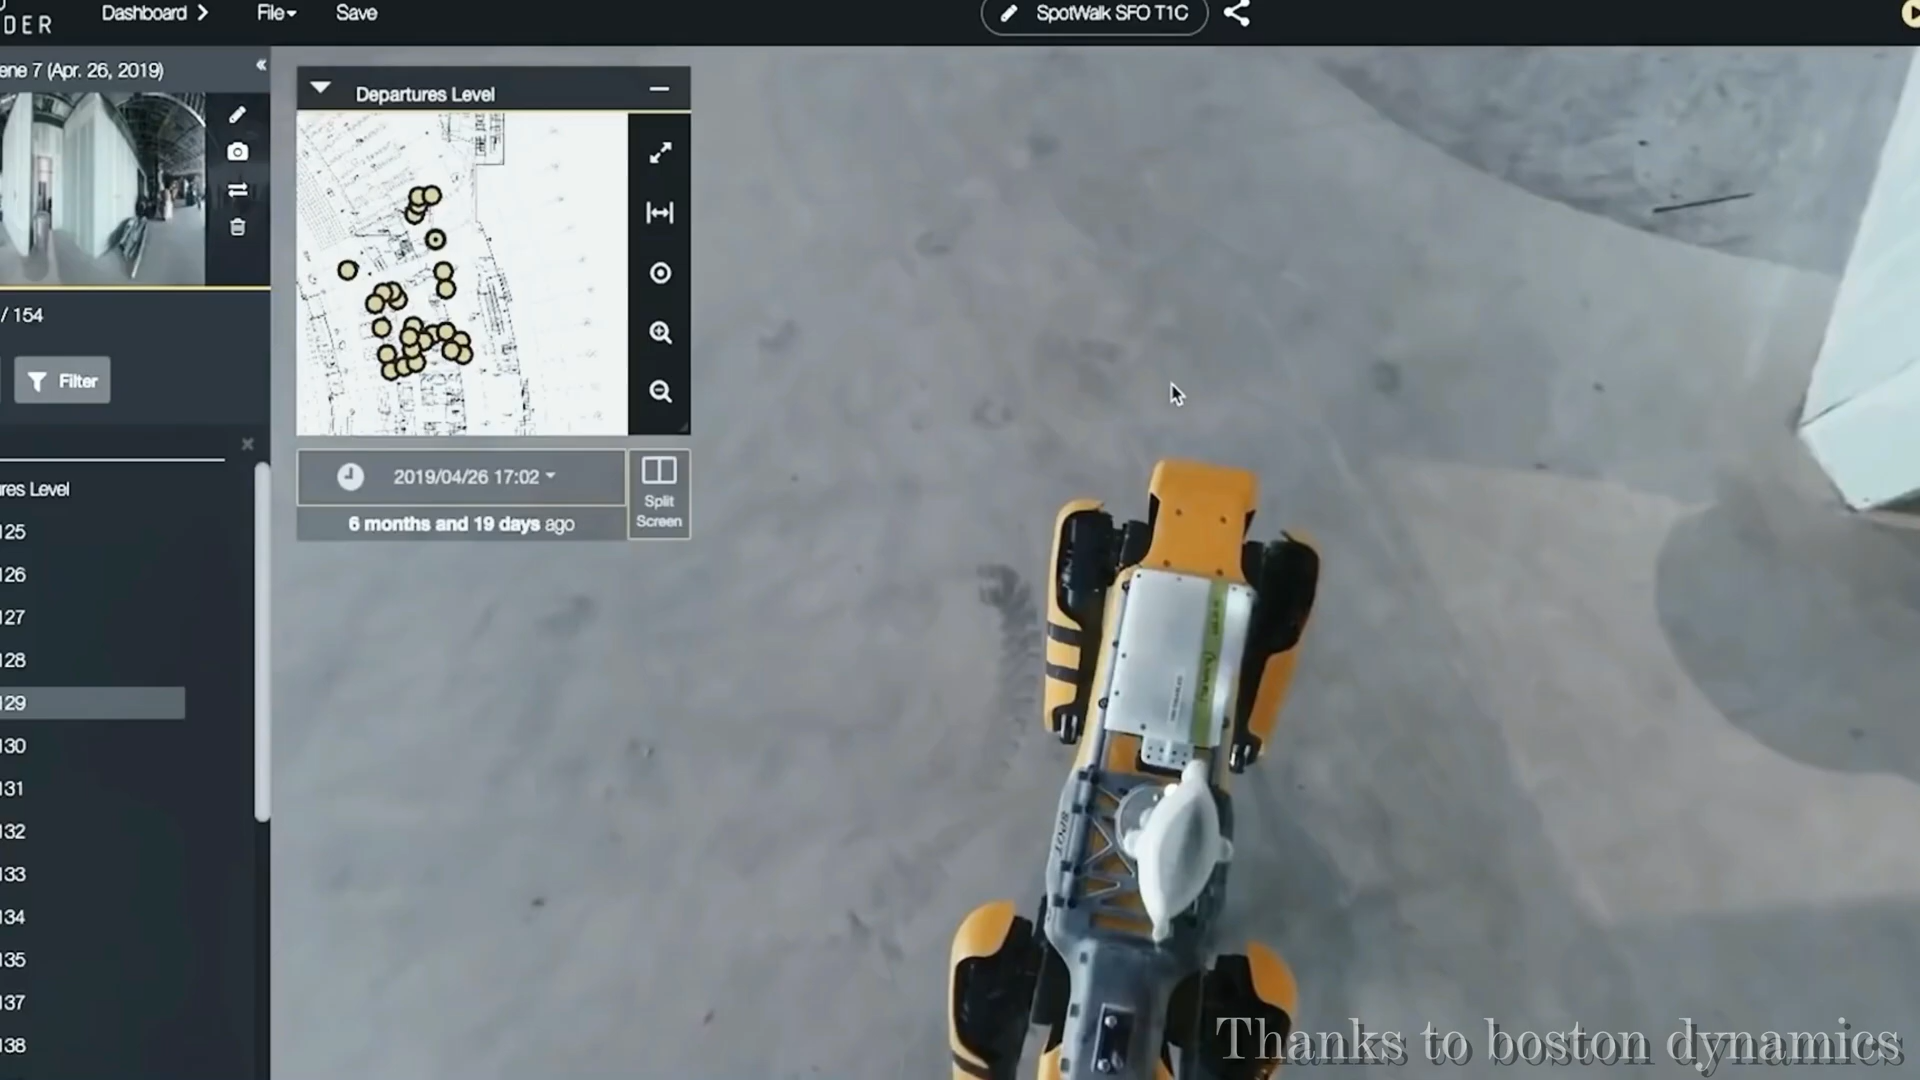 DER
Dashboard
File
Save
SpotWalk SFO T1C
ene 7 (Apr. 26, 2019)
/ 154
Filter
res Level
125
126
127
128
129
130
131
132
133
134
135
137
138
Departures Level
2019/04/26 17:02
6 months and 19 days ago
Split
Screen
SPOT
Thanks to boston dynamics